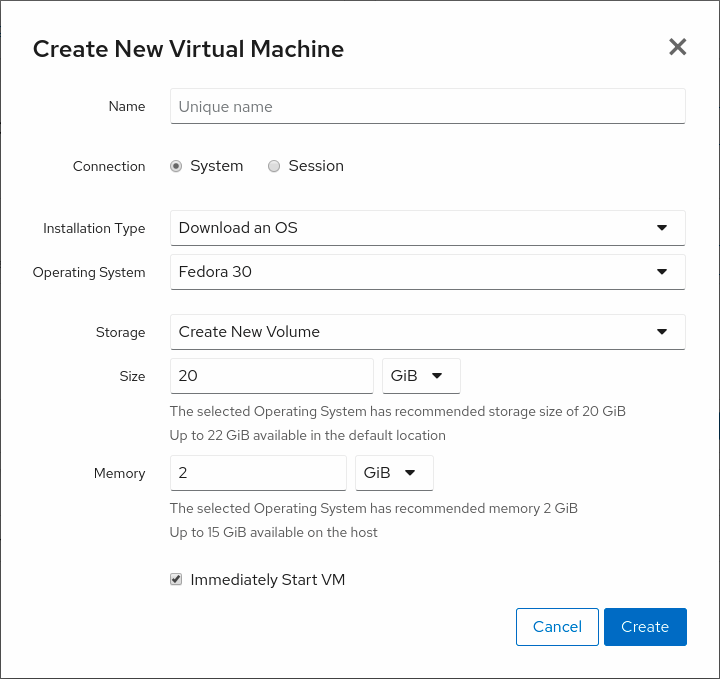 Create New Virtual Machine
Name Unique name
Connection System Session
Installation Type Download an OS
Operating System Fedora 30
Storage Create New Volume
Size 20 GiB
The selected Operating System has recommended storage size of 20 GiB
Up to 22 GiB available in the default location
Memory 2 GiB
The selected Operating System has recommended memory 2 GiB
Up to 15 GiB available on the host
Immediately Start VM
Cancel Create